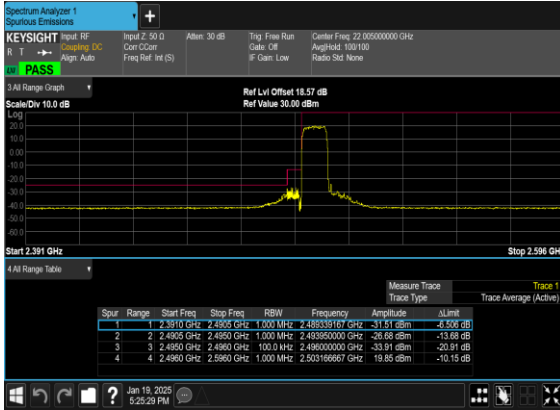 Spectrum Analyzer 1
Spurious Emissions
+
KEYSIGHT Input: RF Input Z: 50 Ω Atten: 30 dB Trig: Free Run Center Freq: 22.005000000 GHz
R T Coupling: DC Corr CCorr Gate: Off Avg|Hold: 100/100
Align: Auto Freq Ref: Int (S) IF Gain: Low Radio Std: None
PASS
3 All Range Graph
Ref Lvl Offset 18.57 dB
Scale/Div 10.0 dB Ref Value 30.00 dBm
Log
20.0
10.0
0.00
-10.0
-20.0
-30.0
-40.0
-50.0
-60.0
Start 2.391 GHz Stop 2.596 GH
4 All Range Table
Measure Trace Trace 1
Trace Type Trace Average (Active)
Spur Range Start Freq Stop Freq RBW Frequency Amplitude ΔLimit
1 1 2.3910 GHz 2.4905 GHz 1.000 MHz 2.489339167 GHz -31.51 dBm -6.506 dB
2 2 2.4905 GHz 2.4950 GHz 1.000 MHz 2.493950000 GHz -26.68 dBm -13.68 dB
3 3 2.4950 GHz 2.4960 GHz 100.0 kHz 2.496000000 GHz -33.91 dBm -20.91 dB
4 4 2.4960 GHz 2.5960 GHz 1.000 MHz 2.503166667 GHz 19.85 dBm -10.15 dB
?
Jan 19, 2025
5:25:29 PM